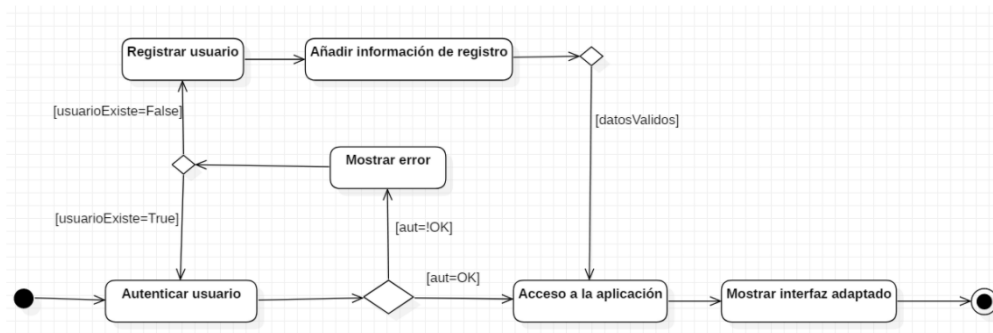 Registrar usuario
Añadir información de registro
[usuarioExiste=False]
[datosValidos]
Mostrar error
[usuarioExiste=True]
[aut=!OK]
[aut=OK]
Autenticar usuario
Acceso a la aplicación
Mostrar interfaz adaptado